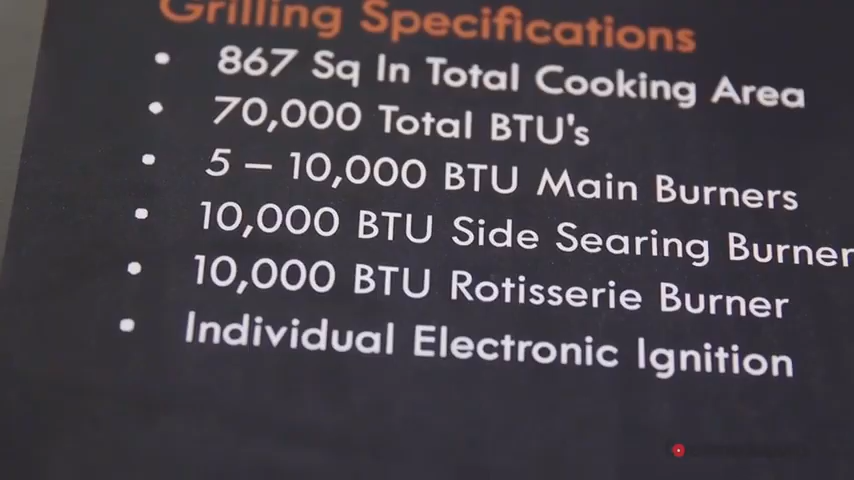 Grilling Specifications
• 867 Sq In Total Cooking Area
• 70,000 Total BTU's
• 5 – 10,000 BTU Main Burners
• 10,000 BTU Side Searing Burner
• 10,000 BTU Rotisserie Burner
• Individual Electronic Ignition